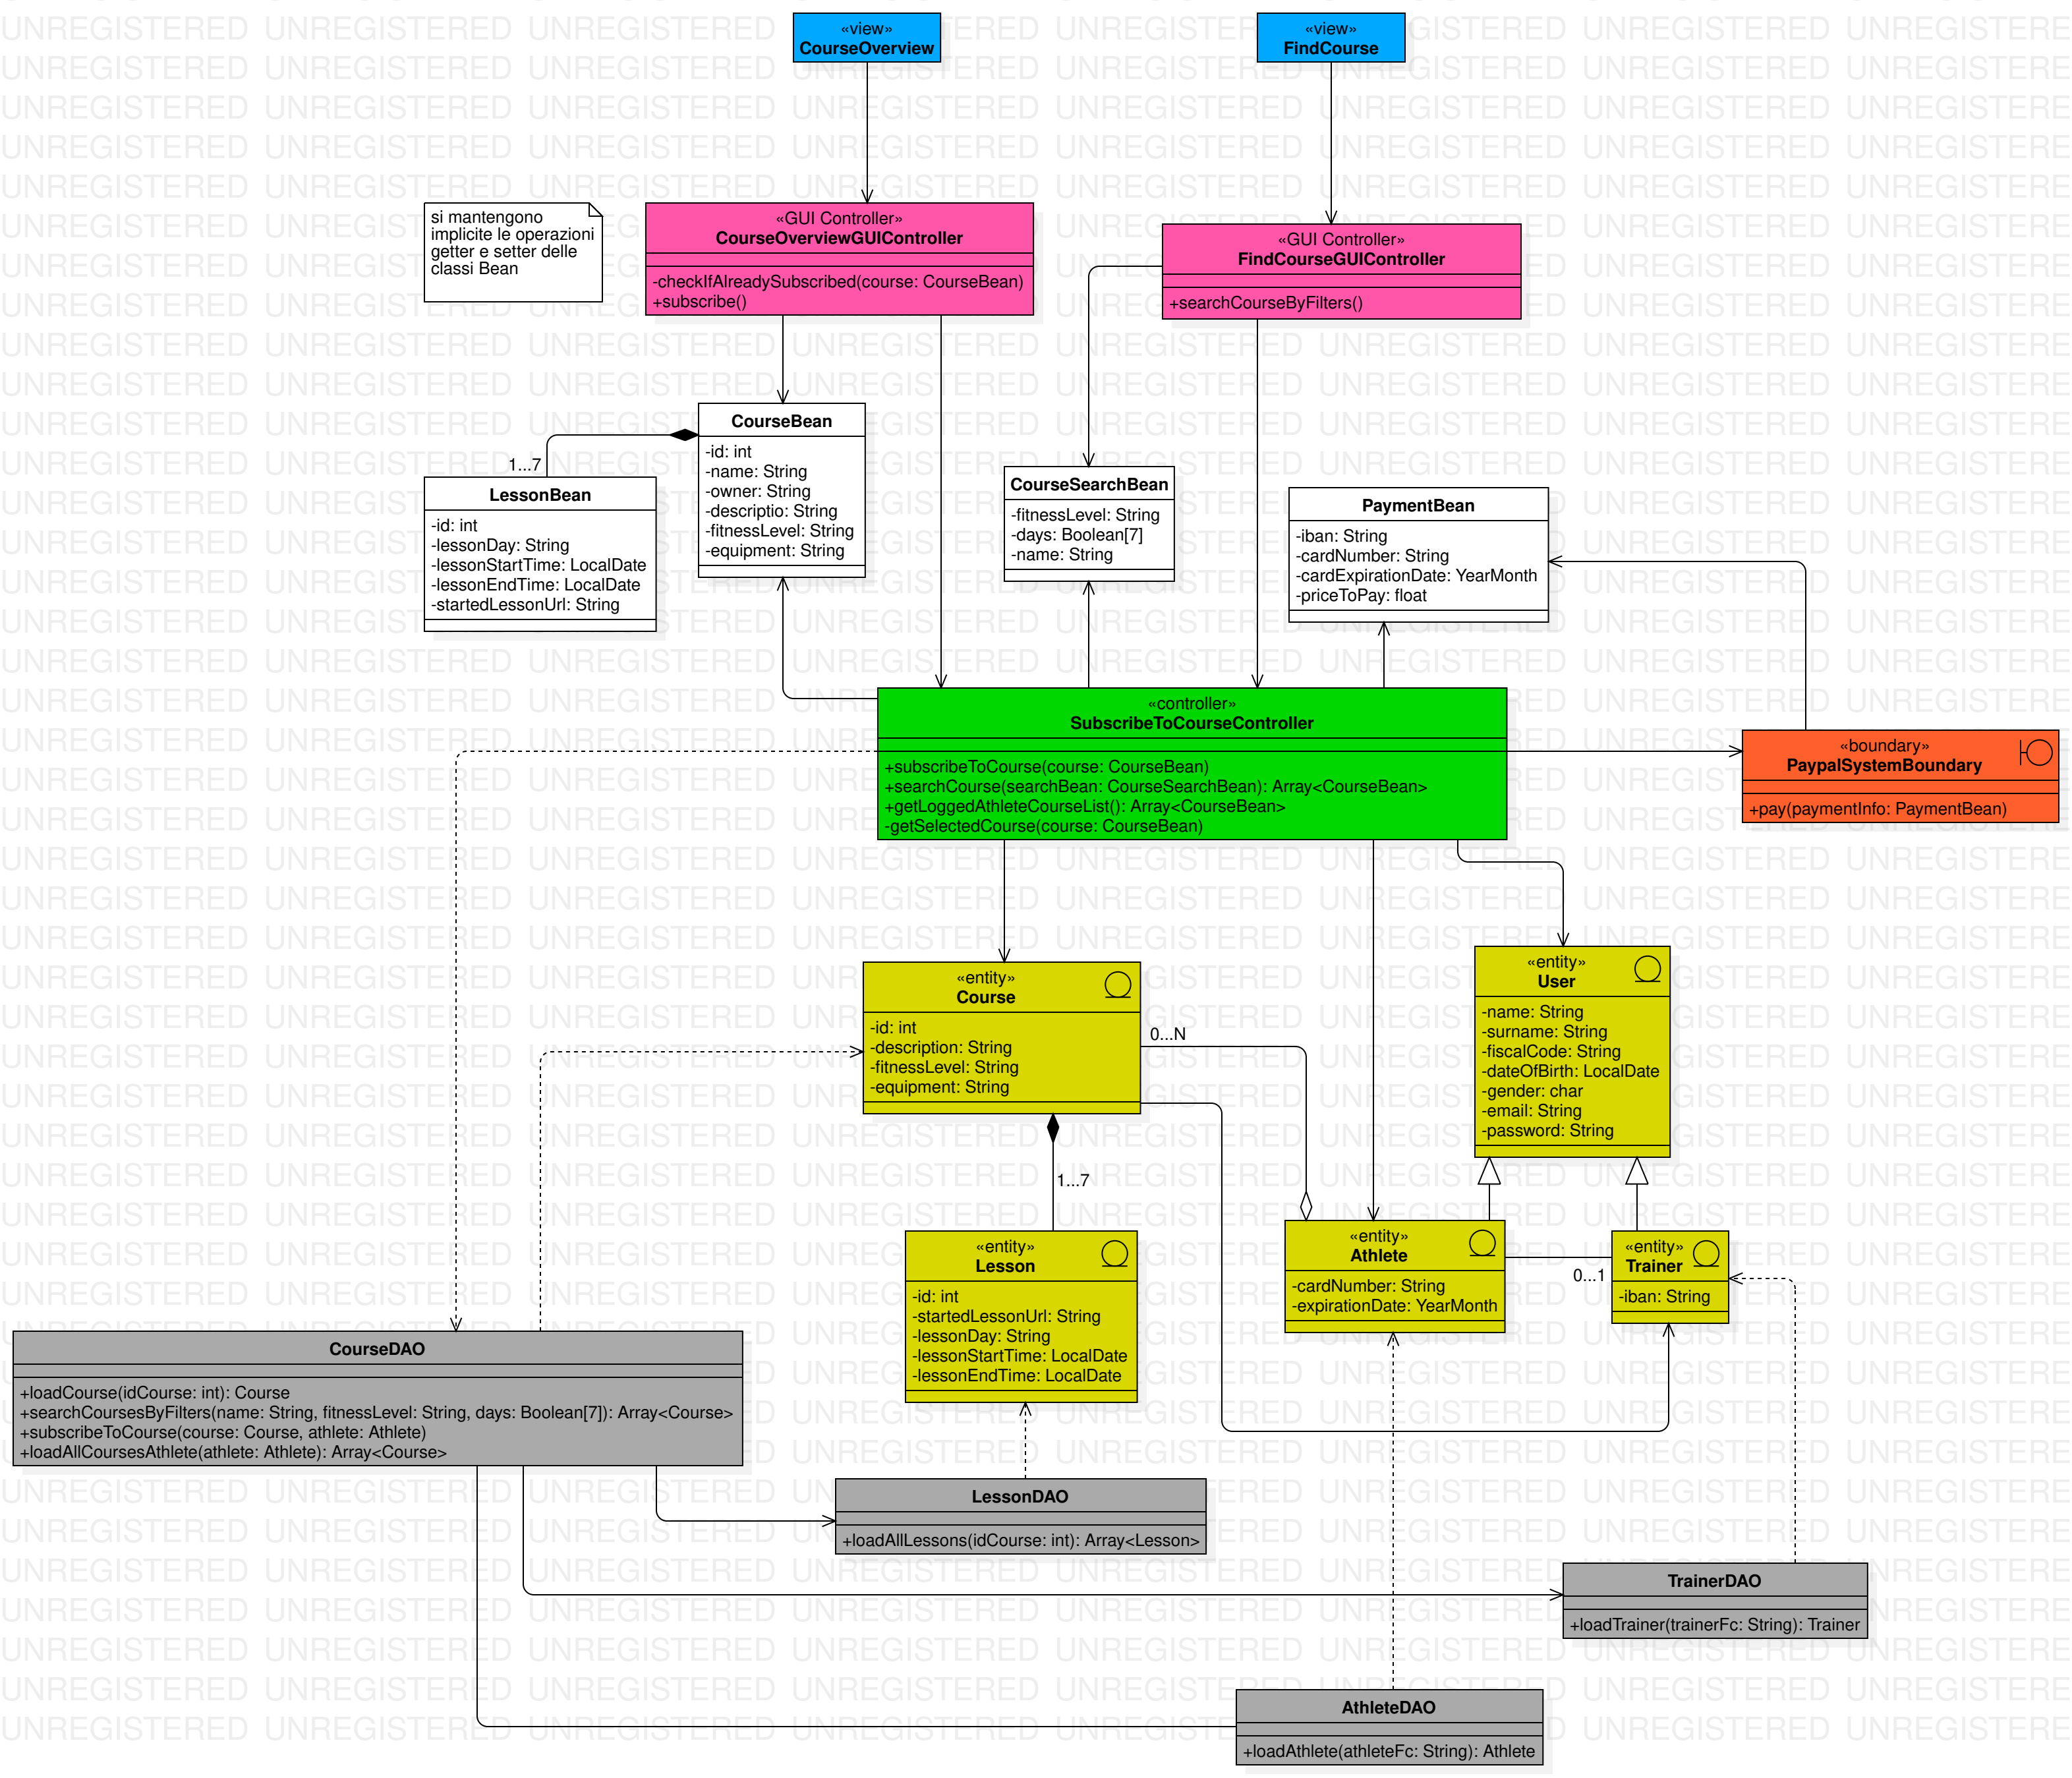 «view»
CourseOverview
«view»
FindCourse
si mantengono
implicite le operazioni
getter e setter delle
classi Bean
«GUI Controller»
CourseOverviewGUIController
-checkIfAlreadySubscribed(course: CourseBean)
+subscribe()
«GUI Controller»
FindCourseGUIController
+searchCourseByFilters()
CourseBean
-id: int
-name: String
-owner: String
-descriptio: String
-fitnessLevel: String
-equipment: String
1...7
LessonBean
-id: int
-lessonDay: String
-lessonStartTime: LocalDate
-lessonEndTime: LocalDate
-startedLessonUrl: String
CourseSearchBean
-fitnessLevel: String
-days: Boolean[7]
-name: String
PaymentBean
-iban: String
-cardNumber: String
-cardExpirationDate: YearMonth
-priceToPay: float
«controller»
SubscribeToCourseController
+subscribeToCourse(course: CourseBean)
+searchCourse(searchBean: CourseSearchBean): Array<CourseBean>
+getLoggedAthleteCourseList(): Array<CourseBean>
-getSelectedCourse(course: CourseBean)
«boundary»
PaypalSystemBoundary
+pay(paymentInfo: PaymentBean)
«entity»
Course
-id: int
-description: String
-fitnessLevel: String
-equipment: String
0...N
«entity»
User
-name: String
-surname: String
-fiscalCode: String
-dateOfBirth: LocalDate
-gender: char
-email: String
-password: String
1...7
«entity»
Lesson
-id: int
-startedLessonUrl: String
-lessonDay: String
-lessonStartTime: LocalDate
-lessonEndTime: LocalDate
«entity»
Athlete
-cardNumber: String
-expirationDate: YearMonth
0...1
«entity»
Trainer
-iban: String
CourseDAO
+loadCourse(idCourse: int): Course
+searchCoursesByFilters(name: String, fitnessLevel: String, days: Boolean[7]): Array<Course>
+subscribeToCourse(course: Course, athlete: Athlete)
+loadAllCoursesAthlete(athlete: Athlete): Array<Course>
LessonDAO
+loadAllLessons(idCourse: int): Array<Lesson>
TrainerDAO
+loadTrainer(trainerFc: String): Trainer
AthleteDAO
+loadAthlete(athleteFc: String): Athlete
UNREGISTERED